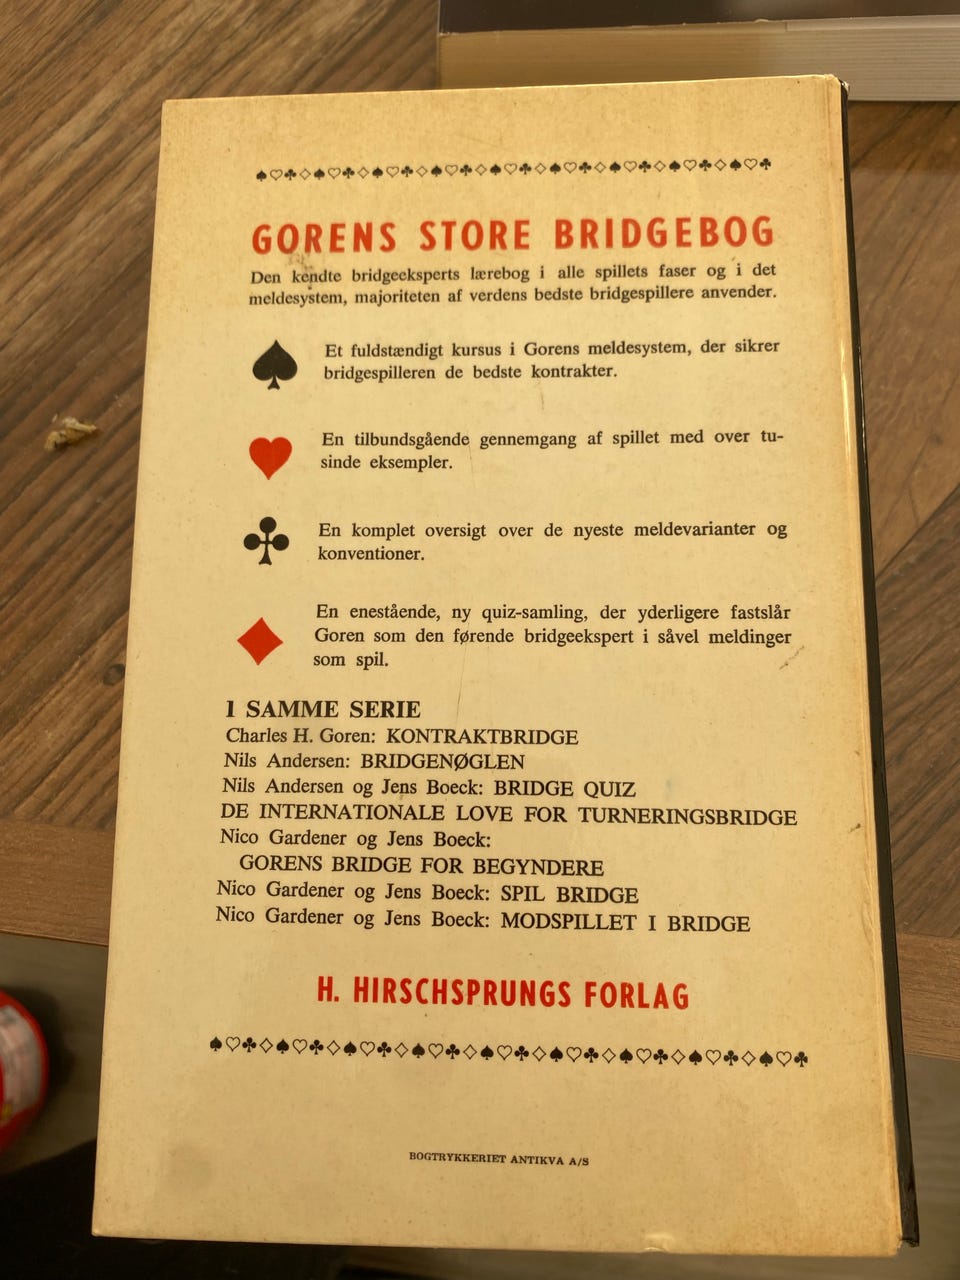 GORENS STORE BRIDGEBOG
Den kendte bridgeeksperts lærebog i alle spillets faser og i det
meldesystem, majoriteten af verdens bedste bridgespillere anvender.
Et fuldstændigt kursus i Gorens meldesystem, der sikrer
bridgespilleren de bedste kontrakter.
En tilbundsgående gennemgang af spillet med over tu-
sinde eksempler.
En komplet oversigt over de nyeste meldevarianter og
konventioner.
En enestående, ny quiz-samling, der yderligere fastslår
Goren som den førende bridgeekspert i såvel meldinger
som spil.
I SAMME SERIE
Charles H. Goren: KONTRAKTBRIDGE
Nils Andersen: BRIDGENØGLEN
Nils Andersen og Jens Boeck: BRIDGE QUIZ
DE INTERNATIONALE LOVE FOR TURNERINGSBRIDGE
Nico Gardener og Jens Boeck:
GORENS BRIDGE FOR BEGYNDERE
Nico Gardener og Jens Boeck: SPIL BRIDGE
Nico Gardener og Jens Boeck: MODSPILLET I BRIDGE
H. HIRSCHSPRUNGS FORLAG
BOGTRYKKERIET ANTIKVA A/S